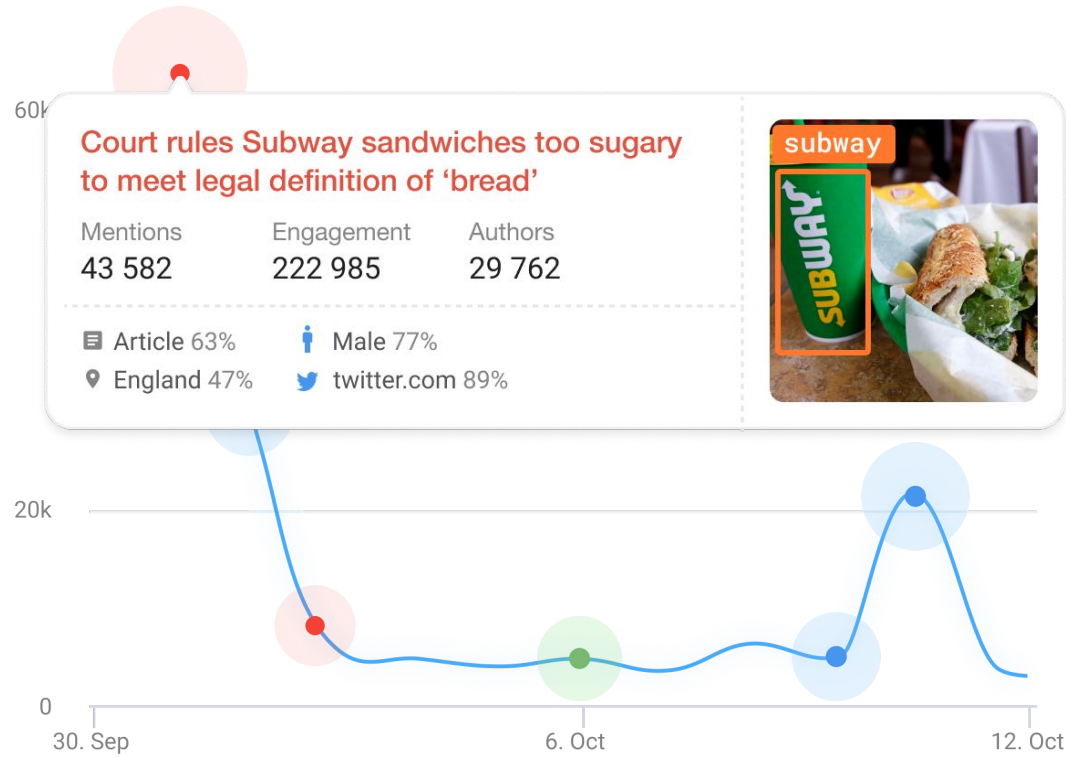 60k
Court rules Subway sandwiches too sugary
to meet legal definition of ‘bread’
Mentions Engagement Authors
43 582 222 985 29 762
Article 63% Male 77%
England 47% twitter.com 89%
subway
SUBWAY
20k
0
30. Sep 6. Oct 12. Oct